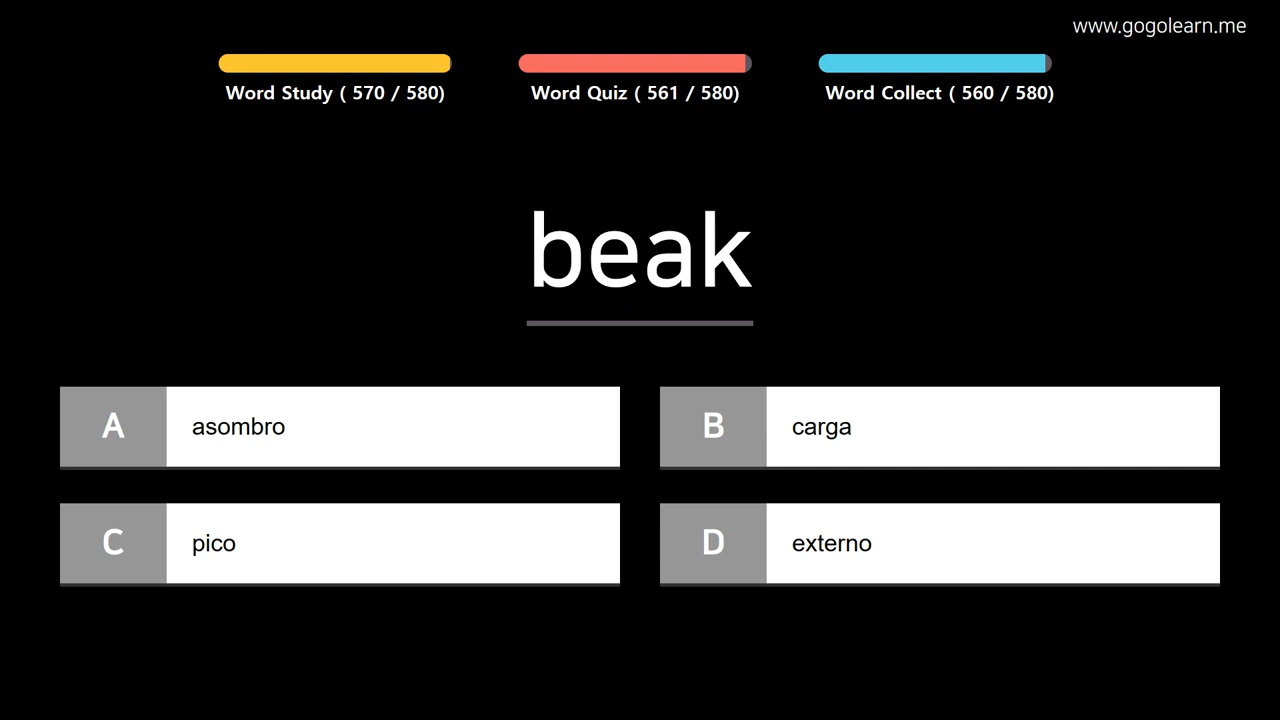 www.gogolearn.me
Word Study ( 570 / 580)
Word Quiz ( 561 / 580)
Word Collect ( 560 / 580)
beak
A asombro
B carga
C pico
D externo